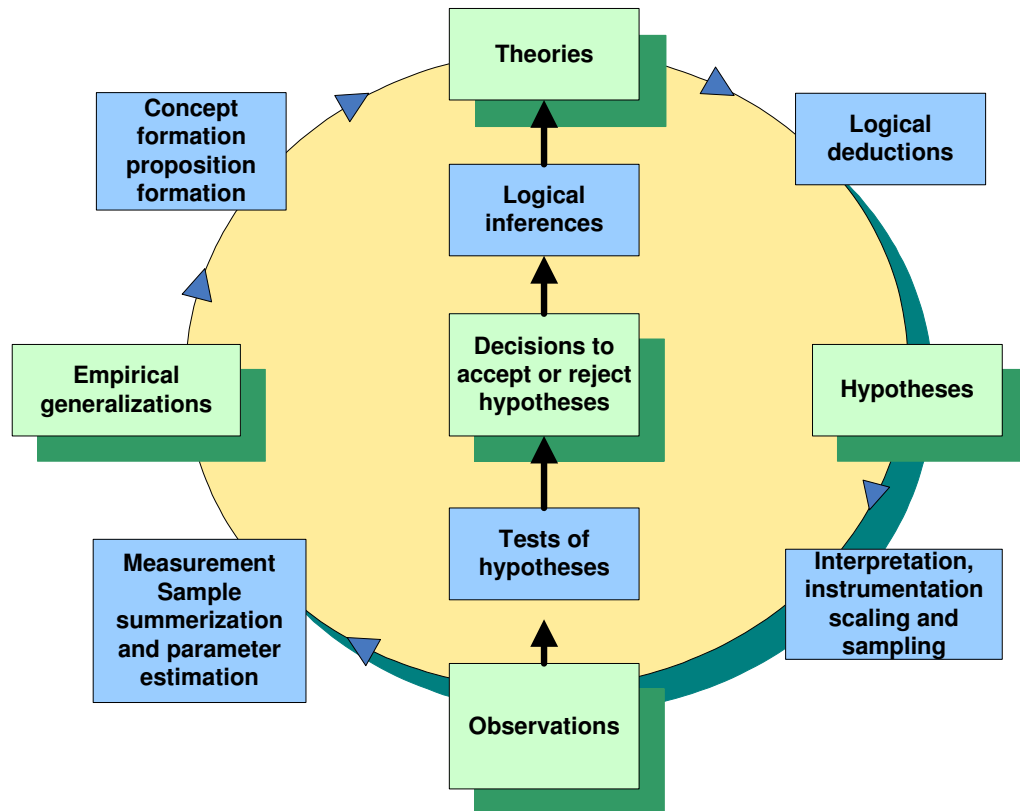 Theories
Concept
formation
proposition
formation
Logical
deductions
Logical
inferences
Empirical
generalizations
Decisions to
accept or reject
hypotheses
Hypotheses
Measurement
Sample
summerization
and parameter
estimation
Tests of
hypotheses
Interpretation,
instrumentation
scaling and
sampling
Observations